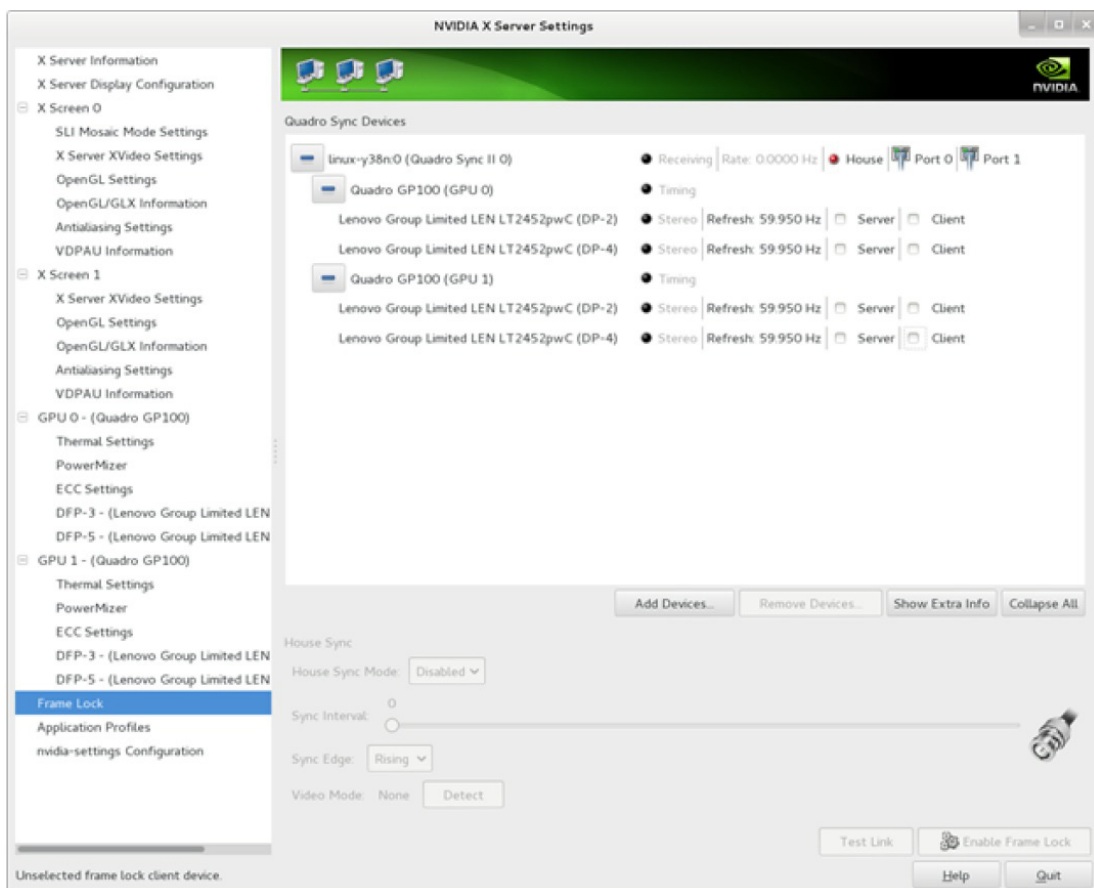 NVIDIA X Server Settings
X Server Information
X Server Display Configuration
X Screen 0
SLI Mosaic Mode Settings
X Server XVideo Settings
OpenGL Settings
OpenGL/GLX Information
Antialiasing Settings
VDPAU Information
X Screen 1
X Server XVideo Settings
OpenGL Settings
OpenGL/GLX Information
Antialiasing Settings
VDPAU Information
GPU 0 - (Quadro GP100)
Thermal Settings
PowerMizer
ECC Settings
DFP-3 - (Lenovo Group Limited LEN
DFP-5 - (Lenovo Group Limited LEN
GPU 1 - (Quadro GP100)
Thermal Settings
PowerMizer
ECC Settings
DFP-3 - (Lenovo Group Limited LEN
DFP-5 - (Lenovo Group Limited LEN
Frame Lock
Application Profiles
nvidia-settings Configuration
NVIDIA
Quadro Sync Devices
linux-y38n:0 (Quadro Sync II 0) Receiving Rate: 0.0000 Hz House Port 0 Port 1
Quadro GP100 (GPU 0) Timing
Lenovo Group Limited LEN LT2452pwC (DP-2) Stereo Refresh: 59.950 Hz Server Client
Lenovo Group Limited LEN LT2452pwC (DP-4) Stereo Refresh: 59.950 Hz Server Client
Quadro GP100 (GPU 1) Timing
Lenovo Group Limited LEN LT2452pwC (DP-2) Stereo Refresh: 59.950 Hz Server Client
Lenovo Group Limited LEN LT2452pwC (DP-4) Stereo Refresh: 59.950 Hz Server Client
Add Devices... Remove Devices... Show Extra Info Collapse All
House Sync
House Sync Mode: Disabled
0
Sync Interval:
Sync Edge: Rising
Video Mode: None Detect
Test Link Enable Frame Lock
Unselected frame lock client device. Help Quit